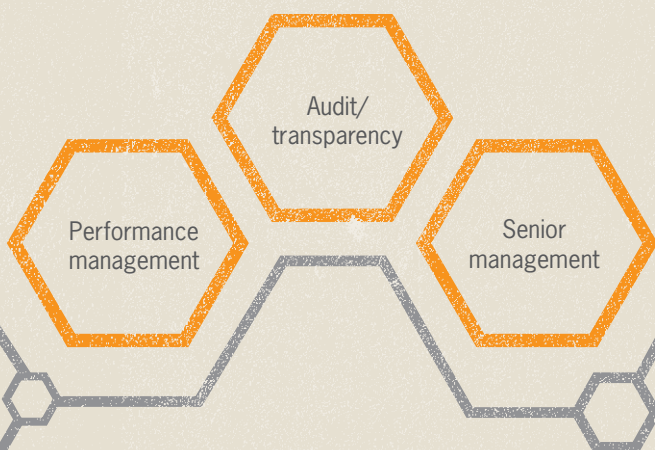 Audit/
transparency
Performance
management
Senior
management